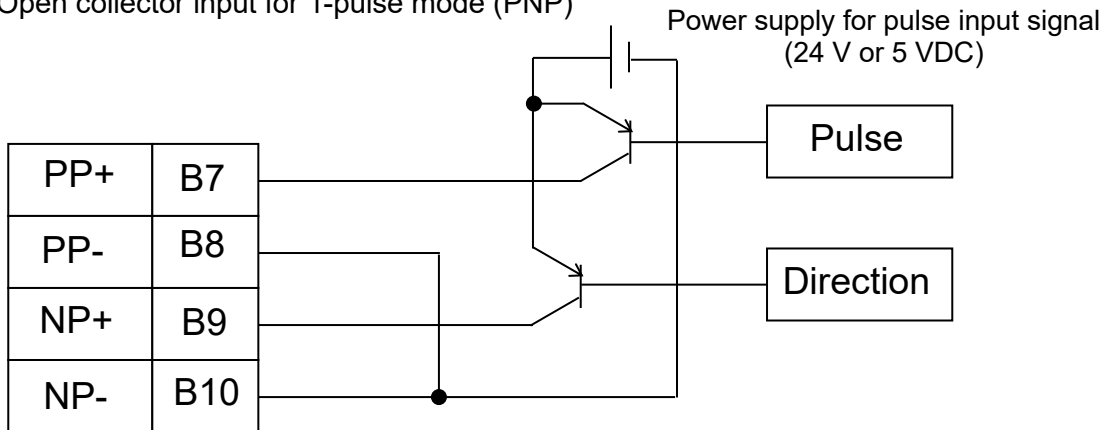 Open collector input for 1-pulse mode (PNP)
Power supply for pulse input signal
(24 V or 5 VDC)
Pulse
PP+ B7
PP- B8
Direction
NP+ B9
NP- B10